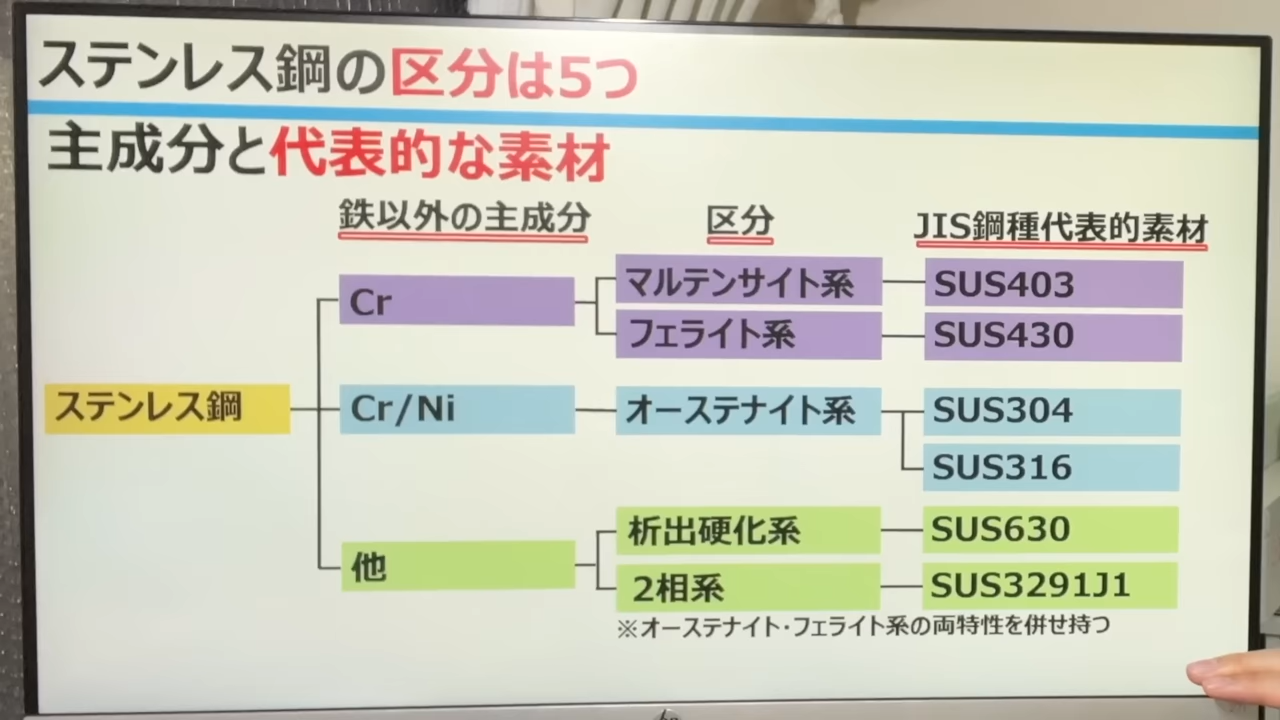 ステンレス鋼の区分は5つ
主成分と代表的な素材
鉄以外の主成分 区分 JIS鋼種代表的素材
Cr マルテンサイト系 SUS403
フェライト系 SUS430
ステンレス鋼 Cr/Ni オーステナイト系 SUS304
SUS316
他 析出硬化系 SUS630
2相系 SUS3291J1
※オーステナイト・フェライト系の両特性を併せ持つ